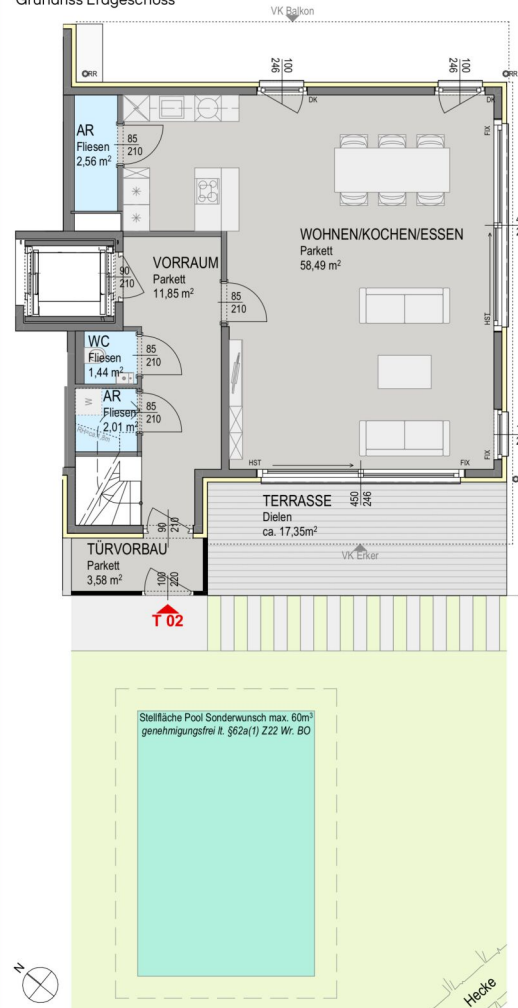 Grundriss Erdgeschoss
VK Balkon
RR
246
100
246
100
RR
DK
DK
FIX
AR
Fliesen
2,56 m²
85
210
WOHNEN/KOCHEN/ESSEN
Parkett
58,49 m²
VORRAUM
Parkett
11,85 m²
90
210
85
210
HST
WC
Fliesen
1,44 m²
85
210
AR
Fliesen
2,01 m²
W
85
210
FIX
HST
FIX
TERRASSE
Dielen
ca. 17,35m²
450
246
VK Erker
90
210
TÜRVORBAU
Parkett
3,58 m²
100
220
T 02
Stellfläche Pool Sonderwunsch max. 60m³
genehmigungsfrei lt. §62a(1) Z22 Wr. BO
N
Hecke